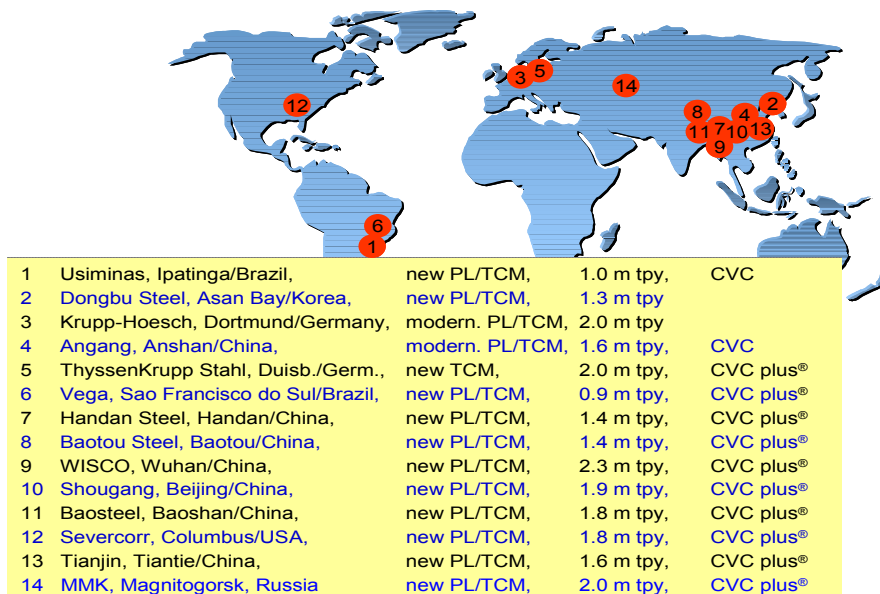 3 5
14
12
8 4 2
11 7 10 13
9
6
1
1 Usiminas, Ipatinga/Brazil, new PL/TCM, 1.0 m tpy, CVC
2 Dongbu Steel, Asan Bay/Korea, new PL/TCM, 1.3 m tpy
3 Krupp-Hoesch, Dortmund/Germany, modern. PL/TCM, 2.0 m tpy
4 Angang, Anshan/China, modern. PL/TCM, 1.6 m tpy, CVC
5 ThyssenKrupp Stahl, Duisb./Germ., new TCM, 2.0 m tpy, CVC plus®
6 Vega, Sao Francisco do Sul/Brazil, new PL/TCM, 0.9 m tpy, CVC plus®
7 Handan Steel, Handan/China, new PL/TCM, 1.4 m tpy, CVC plus®
8 Baotou Steel, Baotou/China, new PL/TCM, 1.4 m tpy, CVC plus®
9 WISCO, Wuhan/China, new PL/TCM, 2.3 m tpy, CVC plus®
10 Shougang, Beijing/China, new PL/TCM, 1.9 m tpy, CVC plus®
11 Baosteel, Baoshan/China, new PL/TCM, 1.8 m tpy, CVC plus®
12 Severcorr, Columbus/USA, new PL/TCM, 1.8 m tpy, CVC plus®
13 Tianjin, Tiantie/China, new PL/TCM, 1.6 m tpy, CVC plus®
14 MMK, Magnitogorsk, Russia new PL/TCM, 2.0 m tpy, CVC plus®